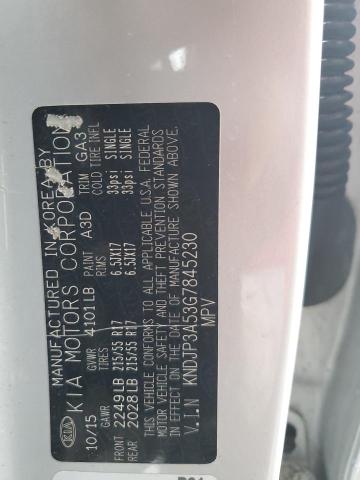 MANUFACTURED IN KOREA BY
KIA KIA MOTORS CORPORATION
10/15 GVWR 4101LB PAINT A3D TRIM GA3
TIRES RIMS COLD TIRE INFL
FRONT 2249LB 215/55 R17 6.5JX17 33psi SINGLE
REAR 2028LB 215/55 R17 6.5JX17 33psi SINGLE
THIS VEHICLE CONFORMS TO ALL APPLICABLE U.S.A. FEDERAL
MOTOR VEHICLE SAFETY AND THEFT PREVENTION STANDARDS
IN EFFECT ON THE DATE OF MANUFACTURE SHOWN ABOVE.
V.I.N KNDJP3A53G7845230
MPV